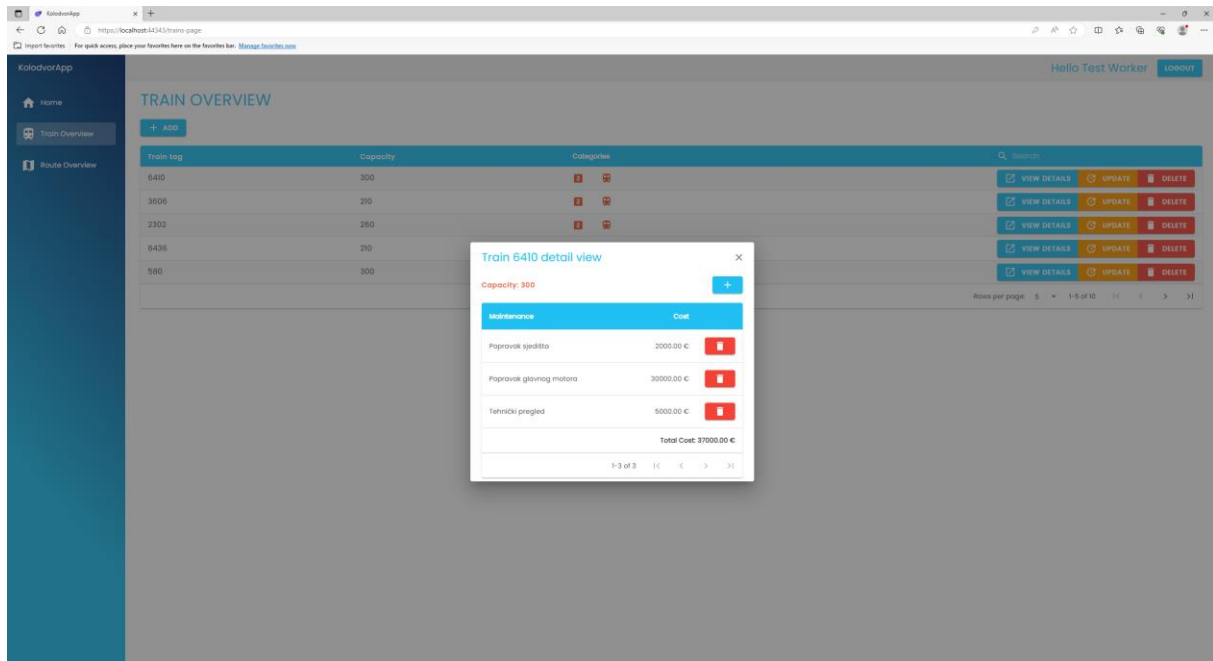 KolodvorApp
https://localhost:44343/trains-page
Import favorites For quick access, place your favorites here on the favorites bar. Manage favorites now
KolodvorApp Hello Test Worker LOGOUT
Home
Train Overview
Route Overview
TRAIN OVERVIEW
+ ADD
Train tag Capacity Categories Search
6410 300 2 VIEW DETAILS UPDATE DELETE
3606 210 2 VIEW DETAILS UPDATE DELETE
2302 260 2 VIEW DETAILS UPDATE DELETE
6436 210 VIEW DETAILS UPDATE DELETE
580 300 VIEW DETAILS UPDATE DELETE
Rows per page: 5 1-5 of 10
Train 6410 detail view
Capacity: 300
Maintenance Cost
Popravak sjedišta 2000.00 €
Popravak glavnog motora 30000.00 €
Tehnički pregled 5000.00 €
Total Cost: 37000.00 €
1-3 of 3